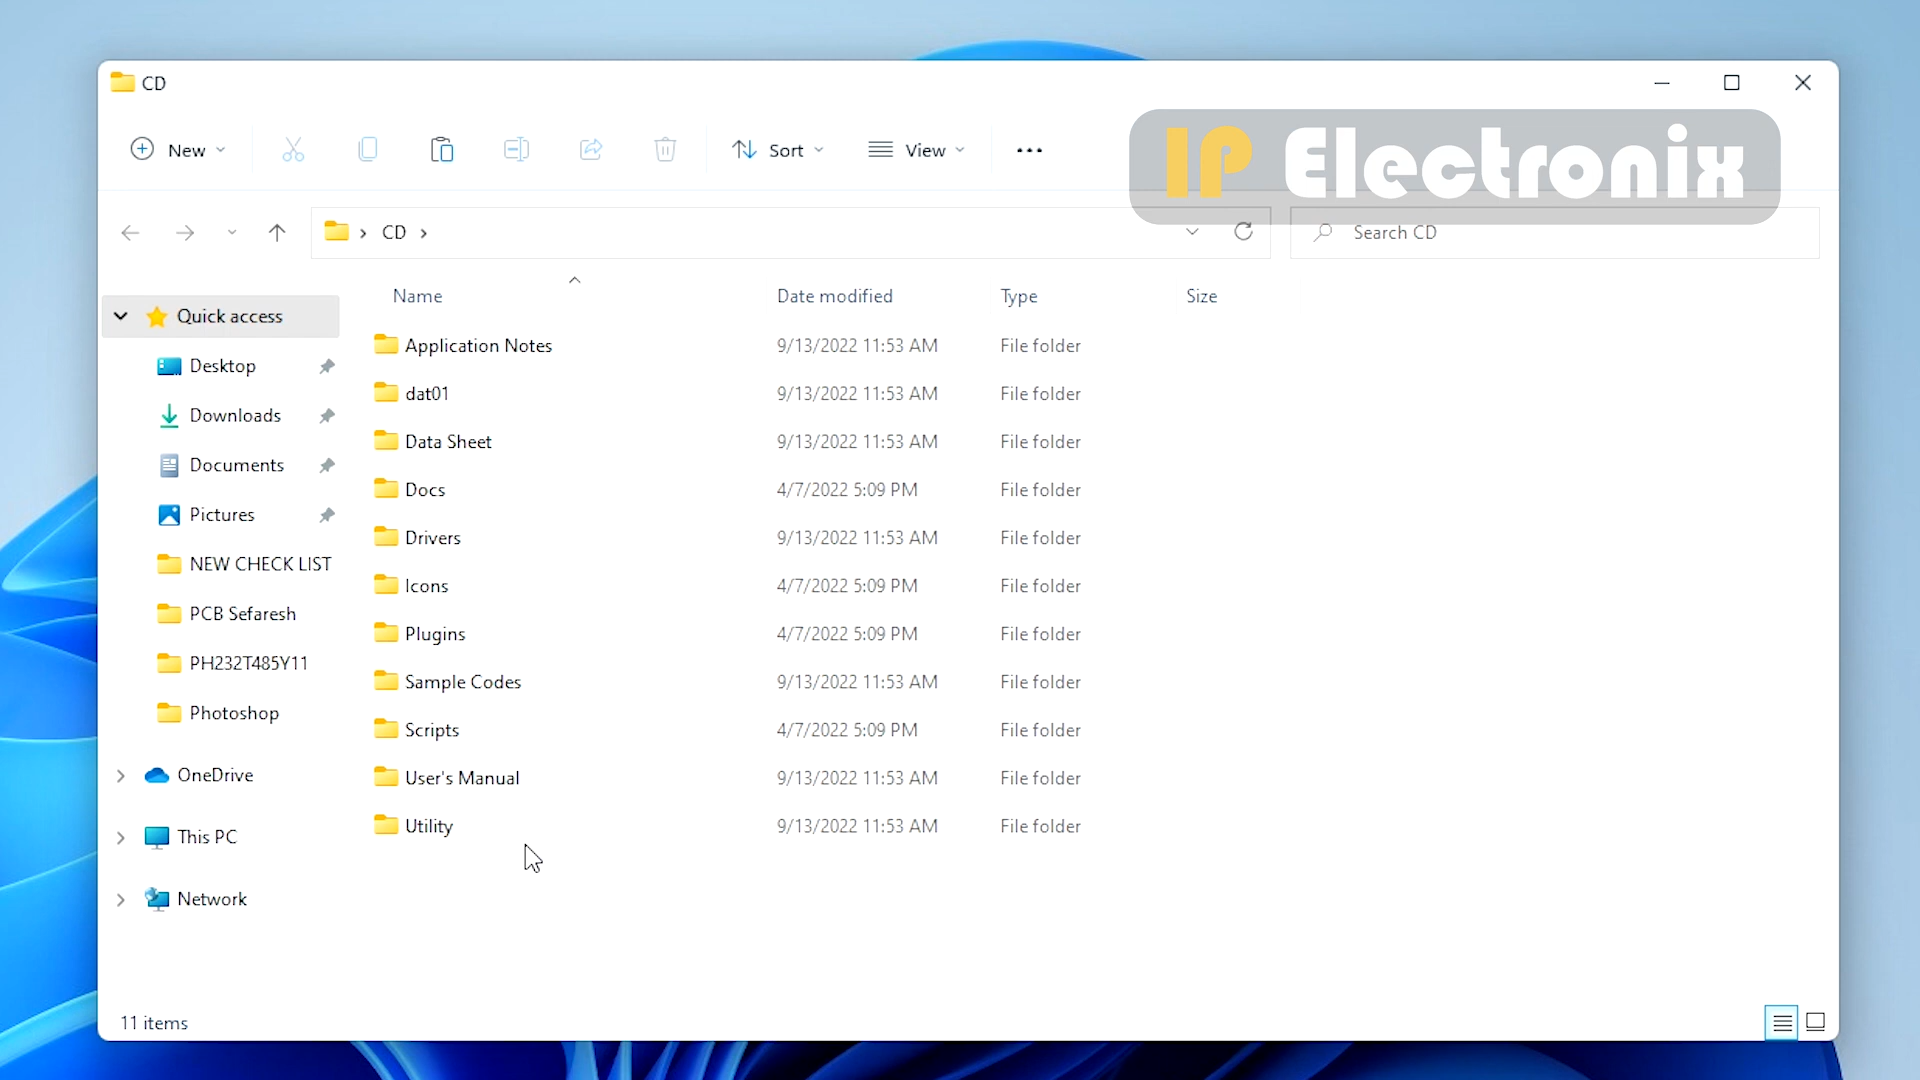 CD
New
Sort
View
IP Electronix
CD
Search CD
Name Date modified Type Size
Quick access
Desktop
Downloads
Documents
Pictures
NEW CHECK LIST
PCB Sefaresh
PH232T485Y11
Photoshop
OneDrive
This PC
Network
Application Notes 9/13/2022 11:53 AM File folder
dat01 9/13/2022 11:53 AM File folder
Data Sheet 9/13/2022 11:53 AM File folder
Docs 4/7/2022 5:09 PM File folder
Drivers 9/13/2022 11:53 AM File folder
Icons 4/7/2022 5:09 PM File folder
Plugins 4/7/2022 5:09 PM File folder
Sample Codes 9/13/2022 11:53 AM File folder
Scripts 4/7/2022 5:09 PM File folder
User's Manual 9/13/2022 11:53 AM File folder
Utility 9/13/2022 11:53 AM File folder
11 items